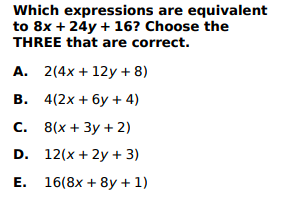 Which expressions are equivalent
to 8x + 24y + 16? Choose the
THREE that are correct.
A. 2(4x + 12y + 8)
B. 4(2x + 6y + 4)
C. 8(x + 3y + 2)
D. 12(x + 2y + 3)
E. 16(8x + 8y + 1)